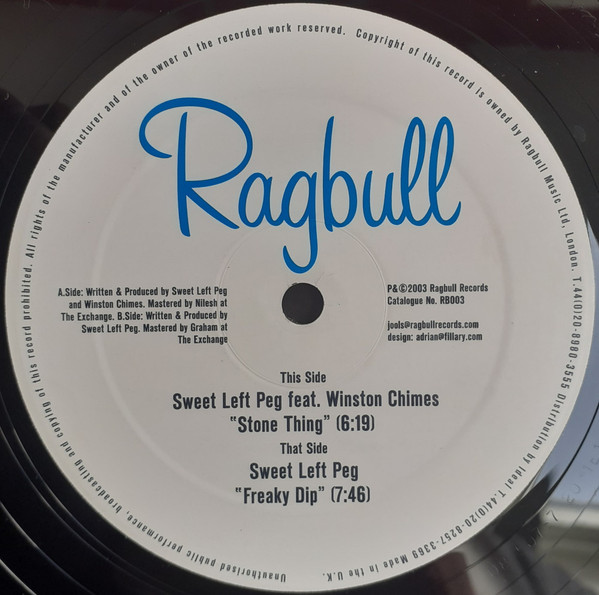 Ragbull
A.Side: Written & Produced by Sweet Left Peg
and Winston Chimes. Mastered by Nilesh at
The Exchange. B.Side: Written & Produced by
Sweet Left Peg. Mastered by Graham at
The Exchange
P&©2003 Ragbull Records
Catalogue No. RB003
jools@ragbullrecords.com
design: adrian@filiary.com
This Side
Sweet Left Peg feat. Winston Chimes
"Stone Thing" (6:19)
That Side
Sweet Left Peg
"Freaky Dip" (7:46)
Unauthorised public performance, broadcasting and copying of this record prohibited. All rights of the manufacturer and of the owner of the recorded work reserved. Copyright of this record is owned by Ragbull Music Ltd, London. T.44(0)20-8980-3555 Distribution by Ideal T.44(0)20-8257-3369 Made in the U.K.